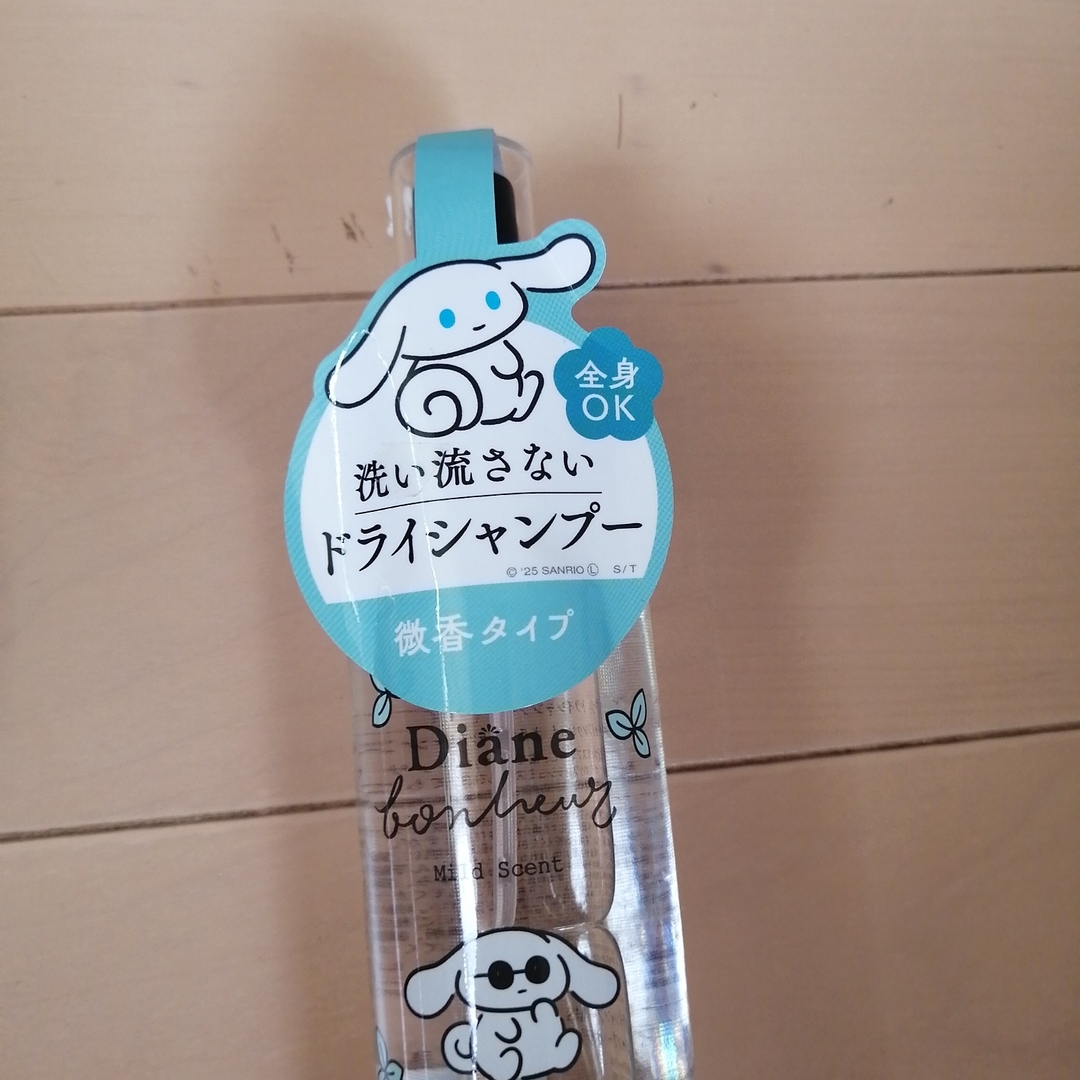 全身
OK
洗い流さない
ドライシャンプー
© '25 SANRIO Ⓛ S/T
微香タイプ
Diane
bonheur
Mild Scent